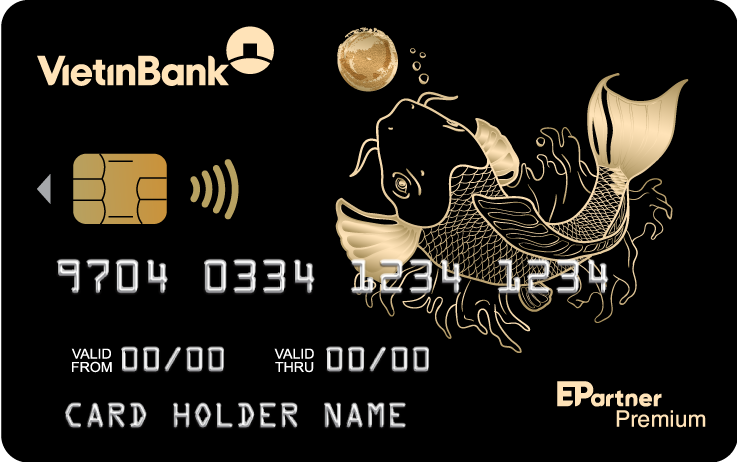 VietinBank
9704 0334 1234 1234
VALID FROM 00/00 VALID THRU 00/00
CARD HOLDER NAME
EPartner
Premium